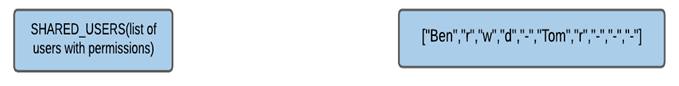 SHARED_USERS(list of
users with permissions)
["Ben","r","w","d","-","Tom","r","-","-","-"]